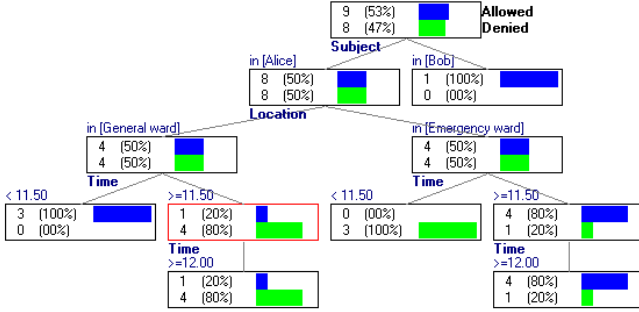 9 (53%) Allowed
8 (47%) Denied
Subject
in [Alice] in [Bob]
8 (50%) 1 (100%)
8 (50%) 0 (00%)
Location
in [General ward] in [Emergency ward]
4 (50%) 4 (50%)
4 (50%) 4 (50%)
Time Time
< 11.50 >=11.50 < 11.50 >=11.50
3 (100%) 1 (20%) 0 (00%) 4 (80%)
0 (00%) 4 (80%) 3 (100%) 1 (20%)
Time Time
>=12.00 >=12.00
1 (20%) 4 (80%)
4 (80%) 1 (20%)